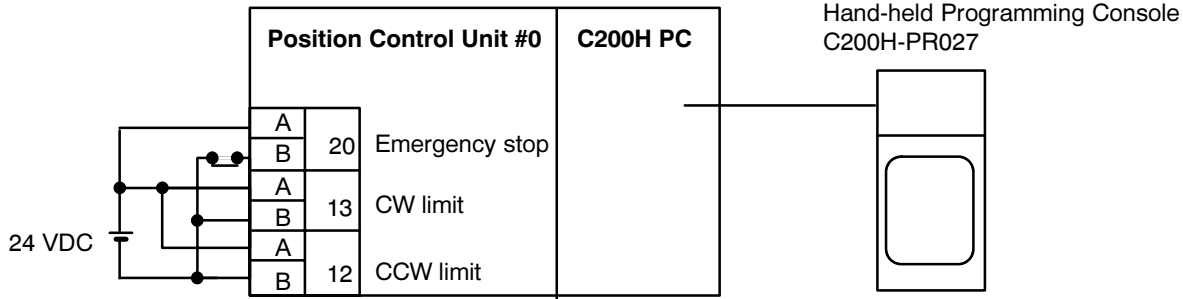 Hand-held Programming Console
C200H-PR027
Position Control Unit #0
C200H PC
A
B
20
Emergency stop
A
B
13
CW limit
A
B
12
CCW limit
24 VDC